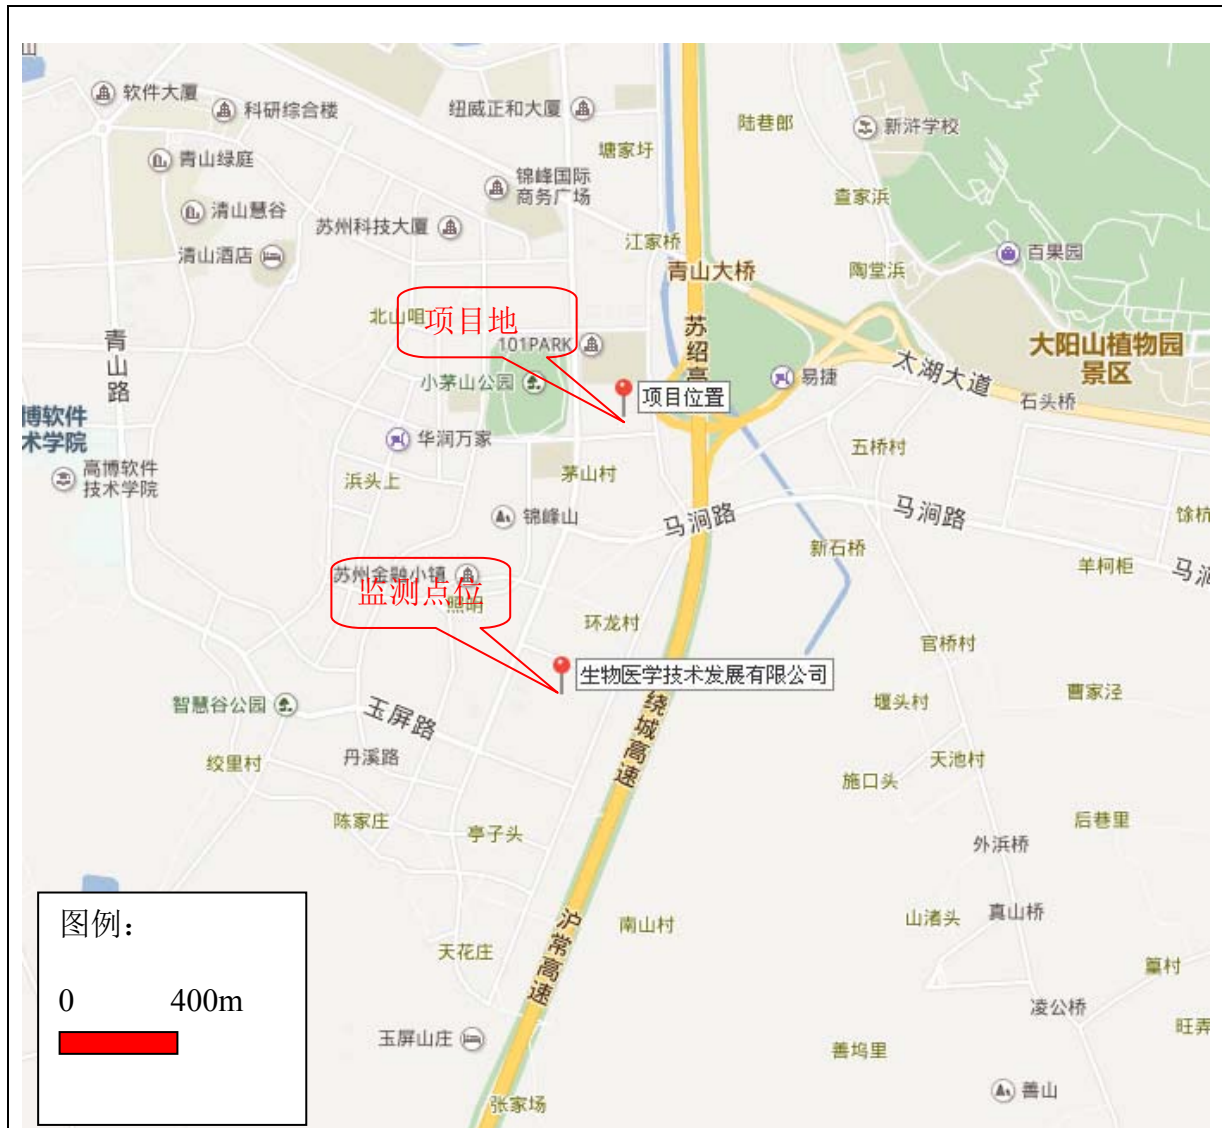 山
软件大厦
科研综合楼
纽威正和大厦
陆巷郎
新浒学校
塘家圩
青山绿庭
锦峰国际
商务广场
查家浜
清山慧谷
苏州科技大厦
江家桥
清山酒店
青山大桥
陶堂浜
百果园
北山咀
项目地
苏绍高
青山路
101PARK
大阳山植物园
景区
太湖大道
小茅山公园
易捷
项目位置
石头桥
博软件
术学院
华润万家
五桥村
高博软件
技术学院
浜头上
茅山村
锦峰山
马涧路
马涧路
馀杭
新石桥
羊柯柜
马涧
苏州金融小镇
监测点位
照明
环龙村
官桥村
生物医学技术发展有限公司
智慧谷公园
玉屏路
绕城高速
堰头村
曹家泾
绞里村
丹溪路
天池村
施口头
陈家庄
亭子头
后巷里
外浜桥
图例：
沪常高速
南山村
山渚头
真山桥
天花庄
篁村
0 400m
凌公桥
旺弄
玉屏山庄
善坞里
善山
张家场